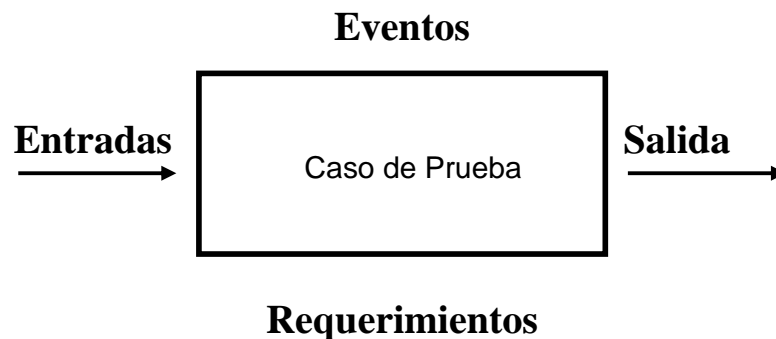 Eventos
Entradas
Caso de Prueba
Salida
Requerimientos